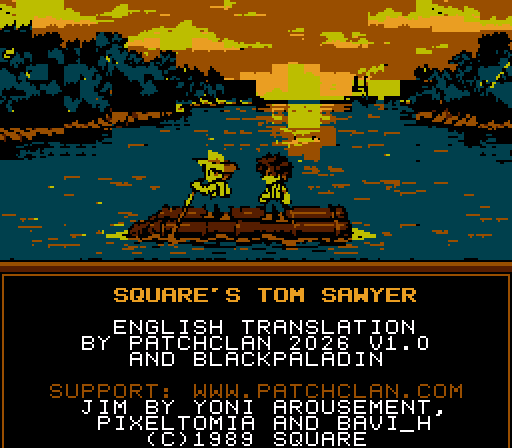 SQUARE'S TOM SAWYER
ENGLISH TRANSLATION
BY PATCHCLAN 2026 V1.0
AND BLACKPALADIN
SUPPORT: WWW.PATCHCLAN.COM
JIM BY YONI AROUSEMENT,
PIXELTOMIA AND BAVI_H
(C)1989 SQUARE